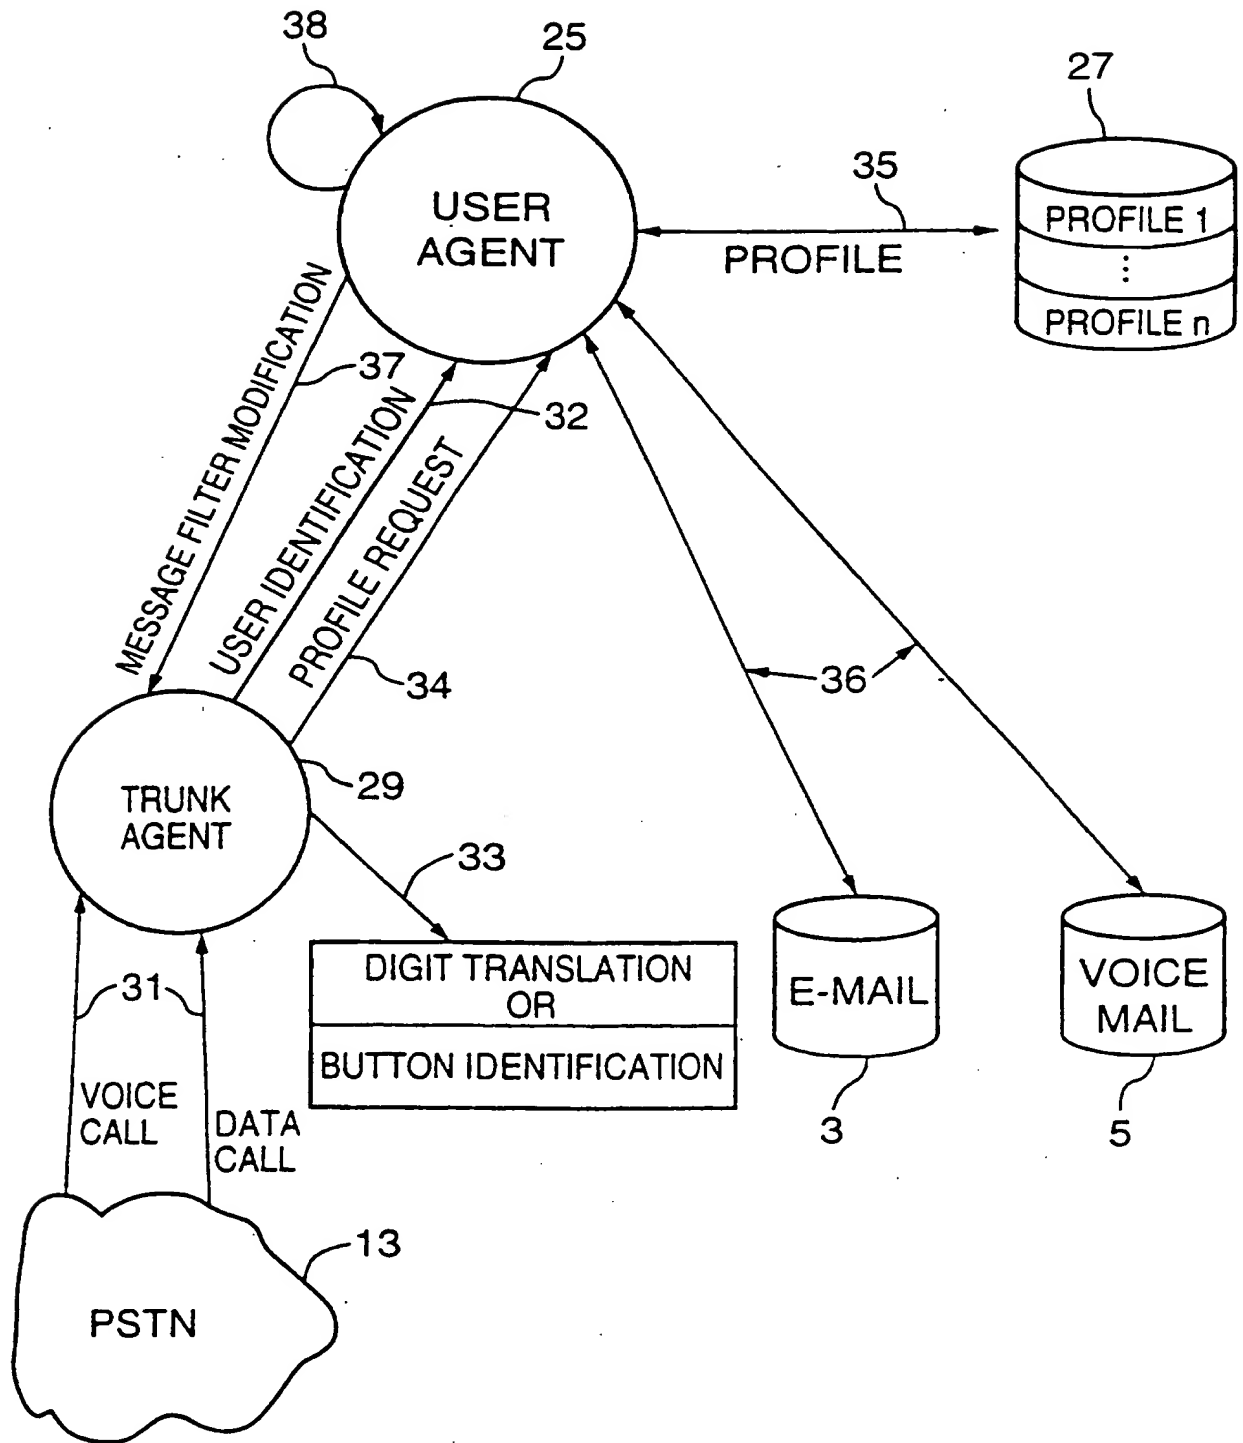 38
25
27
USER
AGENT
35
PROFILE
PROFILE 1
⋮
PROFILE n
MESSAGE FILTER MODIFICATION
37
USER IDENTIFICATION
32
PROFILE REQUEST
34
36
TRUNK
AGENT
29
33
DIGIT TRANSLATION
OR
BUTTON IDENTIFICATION
E-MAIL
3
VOICE
MAIL
5
31
VOICE
CALL
DATA
CALL
13
PSTN